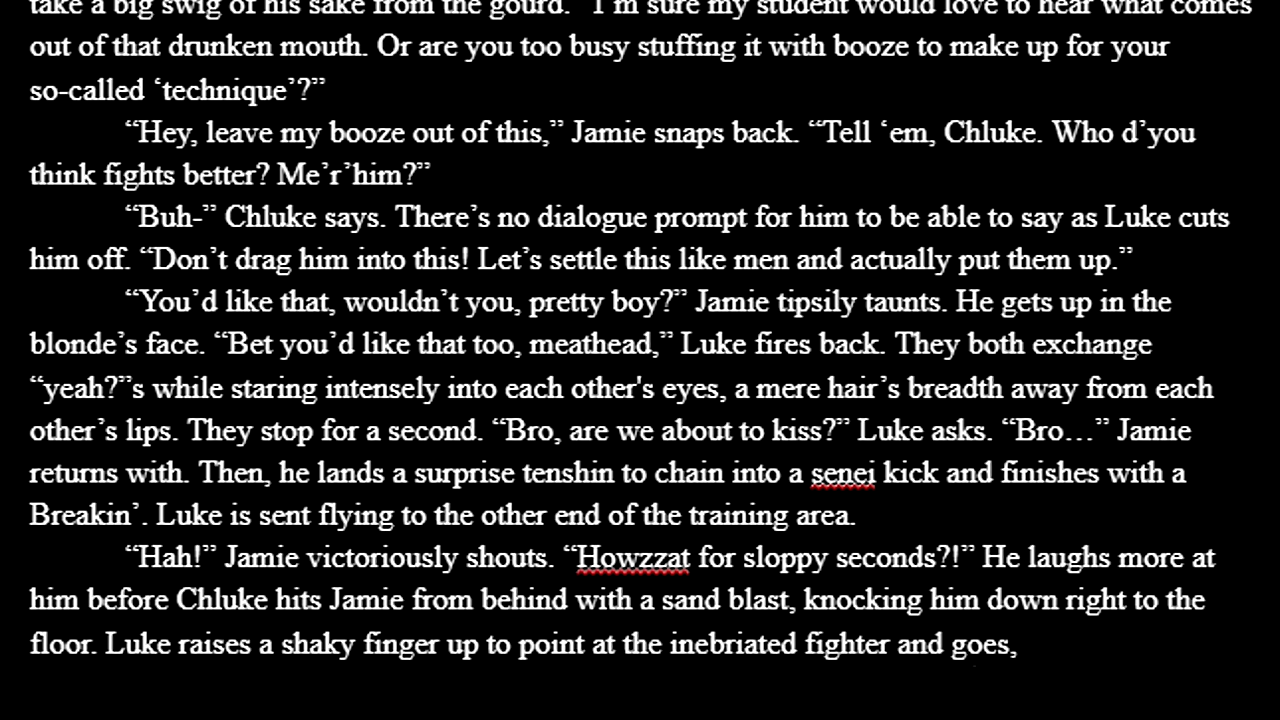 take a big swig of his sake from the gourd. “I’m sure my student would love to hear what comes
out of that drunken mouth. Or are you too busy stuffing it with booze to make up for your
so-called ‘technique’?”
“Hey, leave my booze out of this,” Jamie snaps back. “Tell ‘em, Chluke. Who d’you
think fights better? Me’r’him?”
“Buh-” Chluke says. There’s no dialogue prompt for him to be able to say as Luke cuts
him off. “Don’t drag him into this! Let’s settle this like men and actually put them up.”
“You’d like that, wouldn’t you, pretty boy?” Jamie tipsily taunts. He gets up in the
blonde’s face. “Bet you’d like that too, meathead,” Luke fires back. They both exchange
“yeah?”s while staring intensely into each other's eyes, a mere hair’s breadth away from each
other’s lips. They stop for a second. “Bro, are we about to kiss?” Luke asks. “Bro…” Jamie
returns with. Then, he lands a surprise tenshin to chain into a senei kick and finishes with a
Breakin’. Luke is sent flying to the other end of the training area.
“Hah!” Jamie victoriously shouts. “Howzzat for sloppy seconds?!” He laughs more at
him before Chluke hits Jamie from behind with a sand blast, knocking him down right to the
floor. Luke raises a shaky finger up to point at the inebriated fighter and goes,